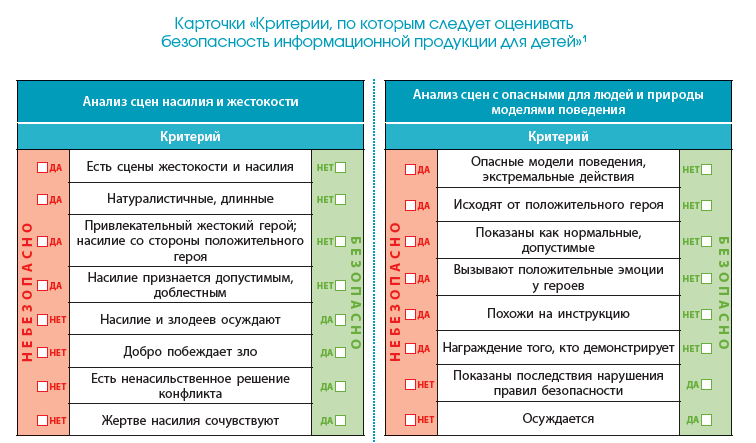 Карточки «Критерии, по которым следует оценивать
безопасность информационной продукции для детей»¹
Анализ сцен насилия и жестокости
Критерий
НЕБЕЗОПАСНО
БЕЗОПАСНО
ДА Есть сцены жестокости и насилия НЕТ
ДА Натуралистичные, длинные НЕТ
Привлекательный жестокий герой;
ДА насилие со стороны положительного НЕТ
героя
Насилие признается допустимым,
ДА доблестным НЕТ
НЕТ Насилие и злодеев осуждают ДА
НЕТ Добро побеждает зло ДА
Есть ненасильственное решение
НЕТ конфликта ДА
НЕТ Жертве насилия сочувствуют ДА
Анализ сцен с опасными для людей и природы
моделями поведения
Критерий
НЕБЕЗОПАСНО
БЕЗОПАСНО
Опасные модели поведения,
ДА экстремальные действия НЕТ
ДА Исходят от положительного героя НЕТ
Показаны как нормальные,
ДА допустимые НЕТ
Вызывают положительные эмоции
ДА у героев НЕТ
ДА Похожи на инструкцию НЕТ
ДА Награждение того, кто демонстрирует НЕТ
Показаны последствия нарушения
НЕТ правил безопасности ДА
НЕТ Осуждается ДА